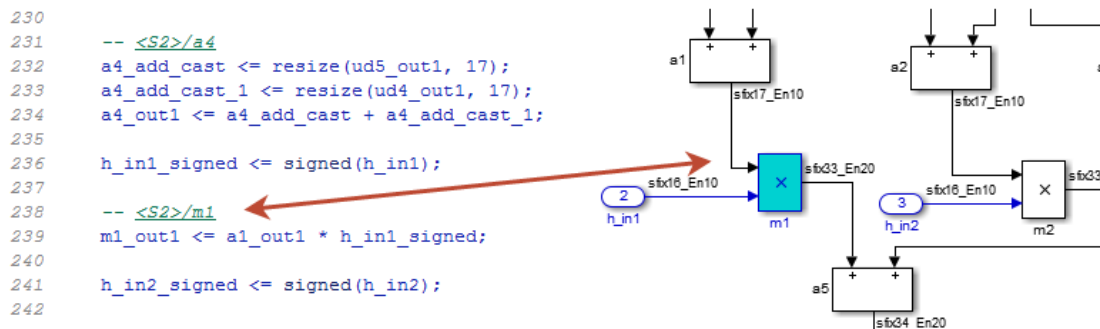 230
231 -- <S2>/a4
232 a4_add_cast <= resize(ud5_out1, 17);
233 a4_add_cast_1 <= resize(ud4_out1, 17);
234 a4_out1 <= a4_add_cast + a4_add_cast_1;
235
236 h_in1_signed <= signed(h_in1);
237
238 -- <S2>/m1
239 m1_out1 <= a1_out1 * h_in1_signed;
240
241 h_in2_signed <= signed(h_in2);
242
+ +
a1
sfix17_En10
+ +
a2
sfix17_En10
a
2
h_in1
sfix16_En10
×
m1
sfix33_En20
3
h_in2
sfix16_En10
×
m2
sfix33
+ +
a5
sfix34_En20